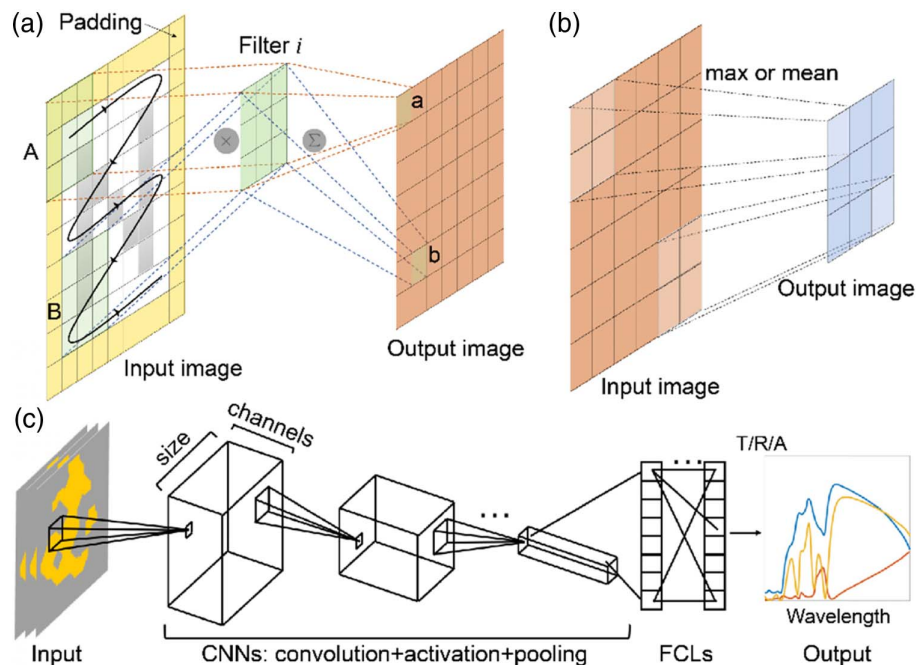 (a)
Padding
Filter i
A
×
Σ
a
b
B
Input image
Output image
(b)
max or mean
Output image
Input image
(c)
size
channels
...
...
T/R/A
Wavelength
Input
CNNs: convolution+activation+pooling
FCLs
Output